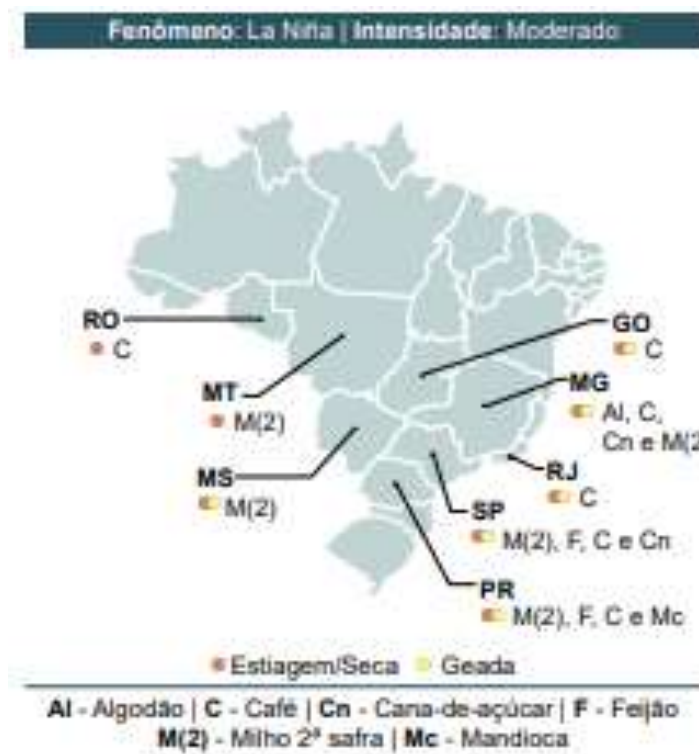 Fenômeno: La Niña | Intensidade: Moderado
RO
C
GO
C
MT
M(2)
MG
Al, C,
Cn e M(2
MS
M(2)
RJ
C
SP
M(2), F, C e Cn
PR
M(2), F, C e Mc
Estiagem/Seca Geada
Al - Algodão | C - Café | Cn - Cana-de-açúcar | F - Feijão
M(2) - Milho 2ª safra | Mc - Mandioca